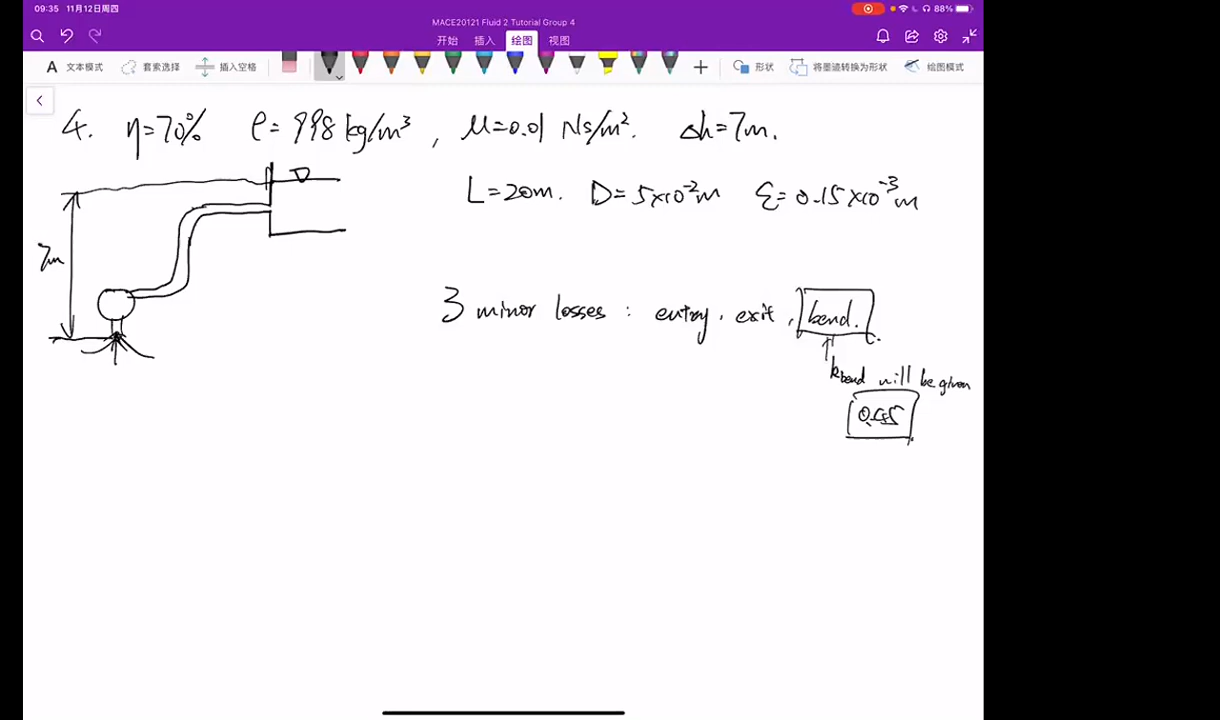 09:35 11月12日周四
88%
MACE20121 Fluid 2 Tutorial Group 4
开始 插入 绘图 视图
文本模式 套索选择 插入空格 形状 将墨迹转换为形状 绘图模式
4. η=70% ρ=998 kg/m³, μ=0.01 Ns/m². Δh=7m.
L=20m. D=5×10⁻²m ε=0.15×10⁻³m
7m
3 minor losses: entry, exit, bend.
k_bend will be given